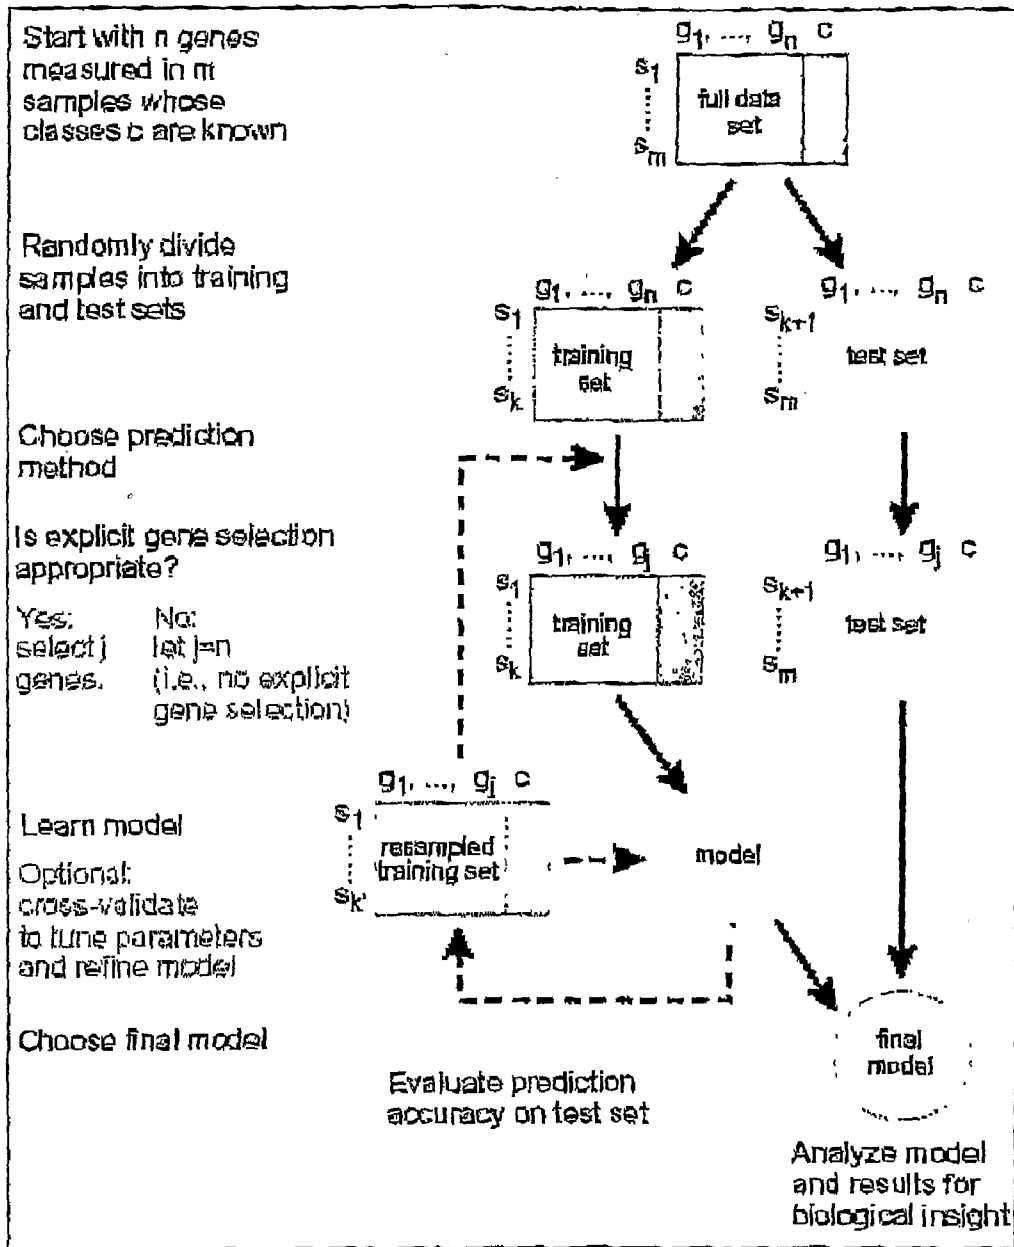 Start with n genes
measured in m
samples whose
classes c are known
g1, ..., gn c
s1
sm
full data
set
Randomly divide
samples into training
and test sets
g1, ..., gn c
s1
sk
training
set
g1, ..., gn c
sk+1
sm
test set
Choose prediction
method
Is explicit gene selection
appropriate?
Yes: No:
select j let j=n
genes. (i.e., no explicit
gene selection)
g1, ..., gj c
s1
sk
training
set
g1, ..., gj c
sk+1
sm
test set
Learn model
Optional:
cross-validate
to tune parameters
and refine model
g1, ..., gj c
s1
sk'
resampled
training set
model
Choose final model
final
model
Evaluate prediction
accuracy on test set
Analyze model
and results for
biological insight